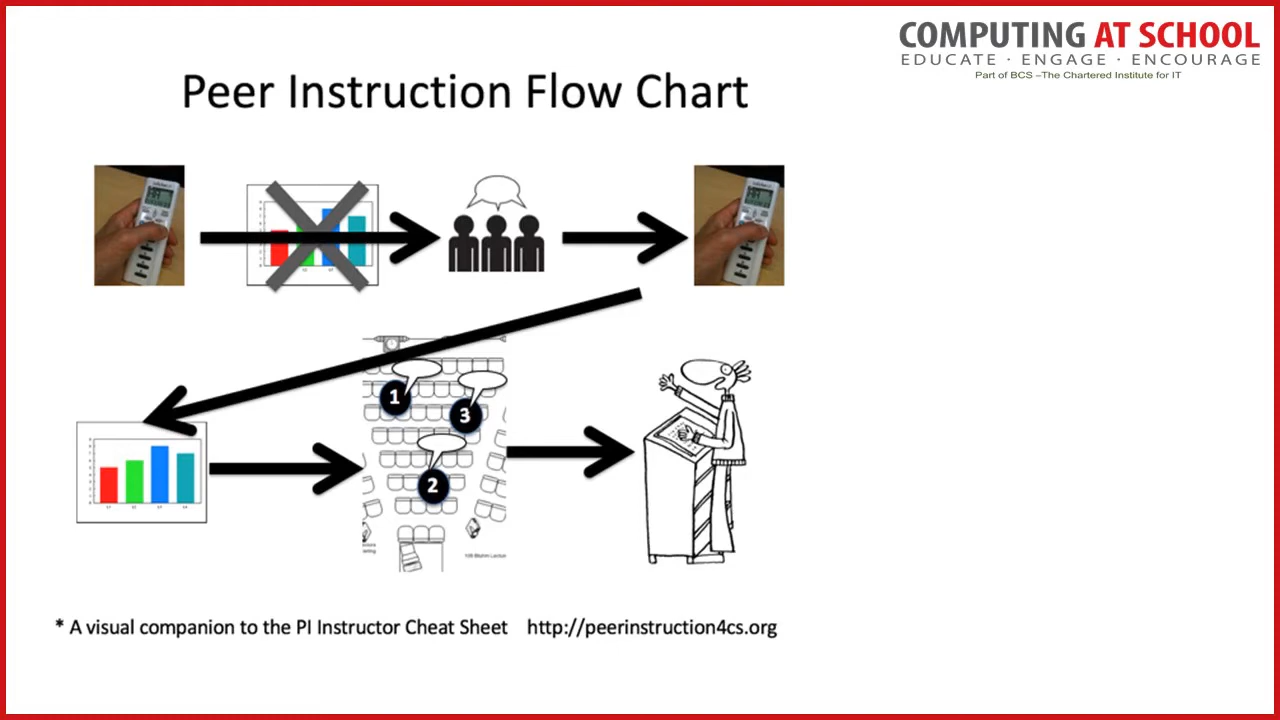 COMPUTING AT SCHOOL
EDUCATE · ENGAGE · ENCOURAGE
Part of BCS –The Chartered Institute for IT
Peer Instruction Flow Chart
1
3
2
* A visual companion to the PI Instructor Cheat Sheet http://peerinstruction4cs.org